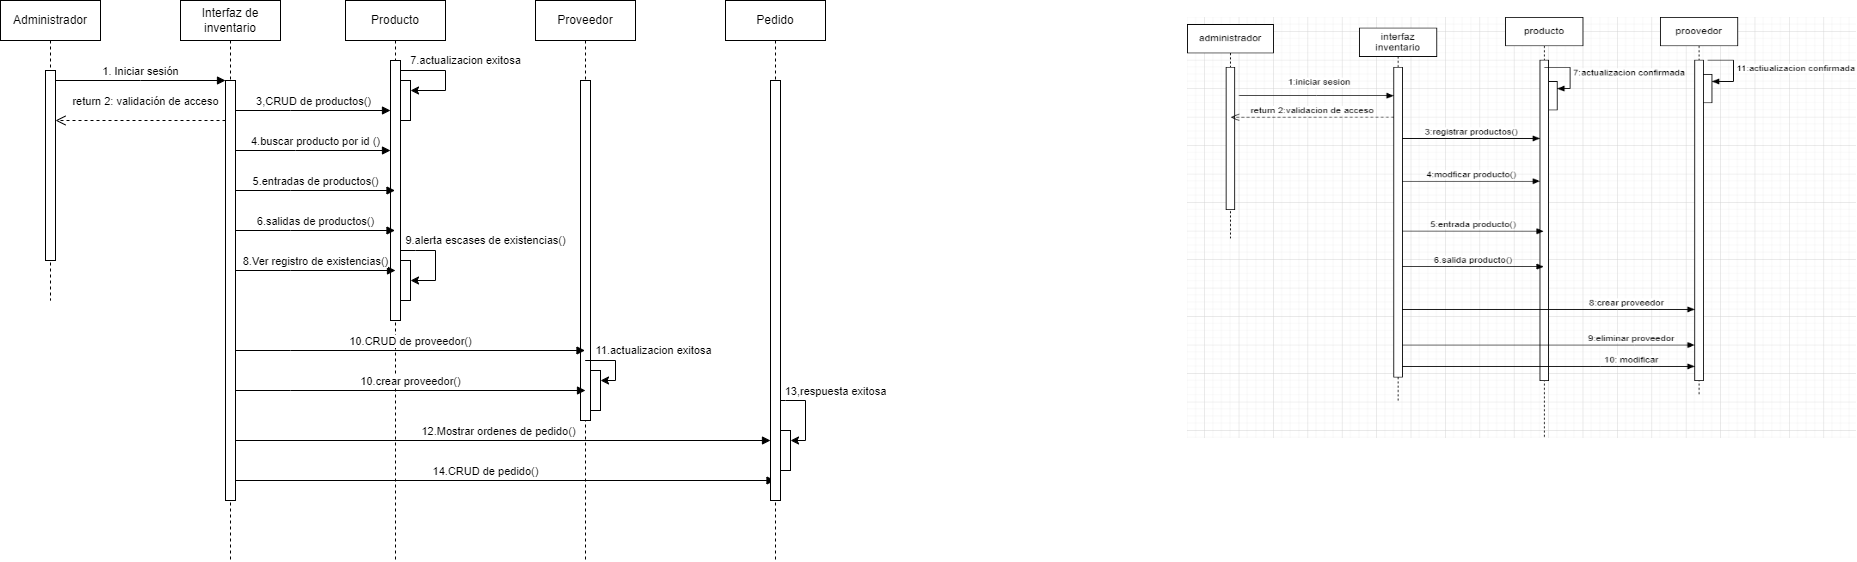 Administrador
Interfaz de
inventario
Producto
Proveedor
Pedido
7.actualizacion exitosa
1. Iniciar sesión
return 2: validación de acceso
3,CRUD de productos()
4.buscar producto por id ()
5.entradas de productos()
6.salidas de productos()
9.alerta escases de existencias()
8.Ver registro de existencias()
10.CRUD de proveedor()
11.actualizacion exitosa
10.crear proveedor()
13,respuesta exitosa
12.Mostrar ordenes de pedido()
14.CRUD de pedido()
administrador
interfaz
inventario
producto
proovedor
7:actualizacion confirmada
11:actiualizacion confirmada
1:iniciar sesion
return 2:validacion de acceso
3:registrar productos()
4:modficar producto()
5:entrada producto()
6:salida producto()
8:crear proveedor
9:eliminar proveedor
10: modificar